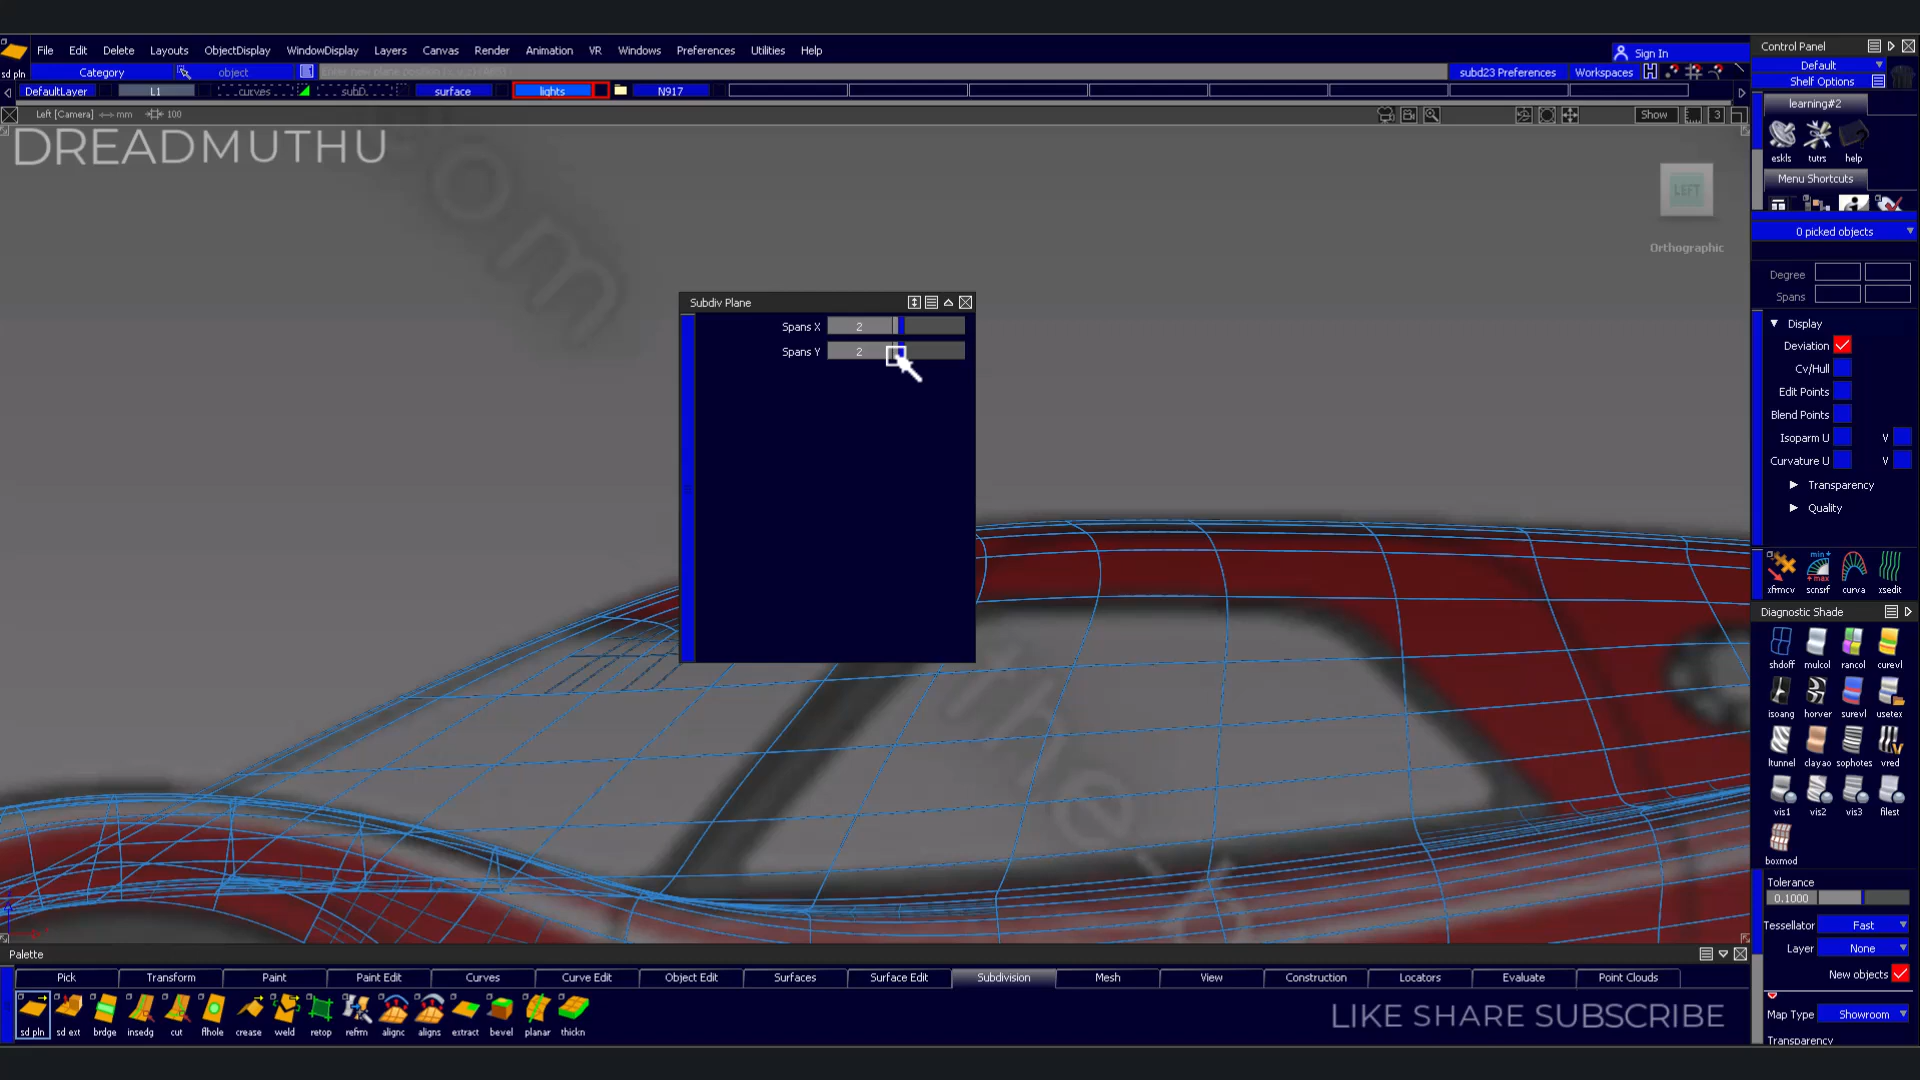 File Edit Delete Layouts ObjectDisplay WindowDisplay Layers Canvas Render Animation VR Windows Preferences Utilities Help
Sign In
sd pln
Category object
subd23 Preferences Workspaces H
DefaultLayer L1 curves subD surface lights N917
Left [Camera] mm 100
Show 3
DREADMUTHU
LEFT
Orthographic
om
Subdiv Plane
Spans X 2
Spans Y 2
Control Panel
Default
Shelf Options
learning#2
eskls tutrs help
Menu Shortcuts
0 picked objects
Degree
Spans
Display
Deviation
Cv/Hull
Edit Points
Blend Points
Isoparm U V
Curvature U V
Transparency
Quality
min+
+max
xfrmcv scnsrf curva xsedit
Diagnostic Shade
shdoff mulcol rancol curevl
isoang horver surevl usetex
ltunnel clayao sophotes vred
vis1 vis2 vis3 filest
boxmod
Tolerance
0.1000
Tessellator Fast
Layer None
New objects
Map Type Showroom
Transparency
Palette
Pick Transform Paint Paint Edit Curves Curve Edit Object Edit Surfaces Surface Edit Subdivision Mesh View Construction Locators Evaluate Point Clouds
sd pln sd ext brdge insedg cut flhole crease weld retop refrm alignc aligns extract bevel planar thickn
LIKE SHARE SUBSCRIBE